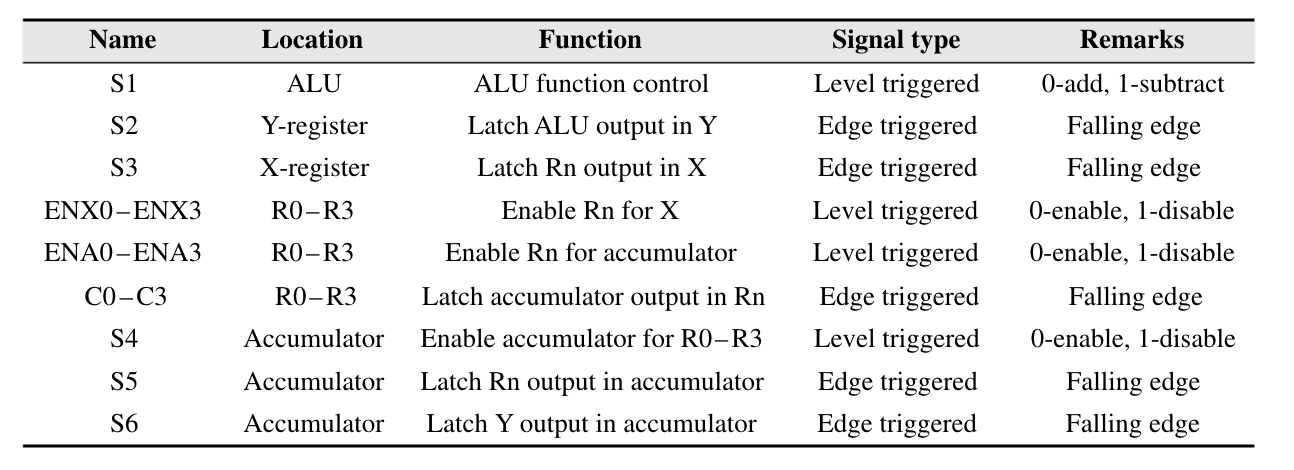 Name Location Function Signal type Remarks
S1 ALU ALU function control Level triggered 0-add, 1-subtract
S2 Y-register Latch ALU output in Y Edge triggered Falling edge
S3 X-register Latch Rn output in X Edge triggered Falling edge
ENX0–ENX3 R0–R3 Enable Rn for X Level triggered 0-enable, 1-disable
ENA0–ENA3 R0–R3 Enable Rn for accumulator Level triggered 0-enable, 1-disable
C0–C3 R0–R3 Latch accumulator output in Rn Edge triggered Falling edge
S4 Accumulator Enable accumulator for R0–R3 Level triggered 0-enable, 1-disable
S5 Accumulator Latch Rn output in accumulator Edge triggered Falling edge
S6 Accumulator Latch Y output in accumulator Edge triggered Falling edge